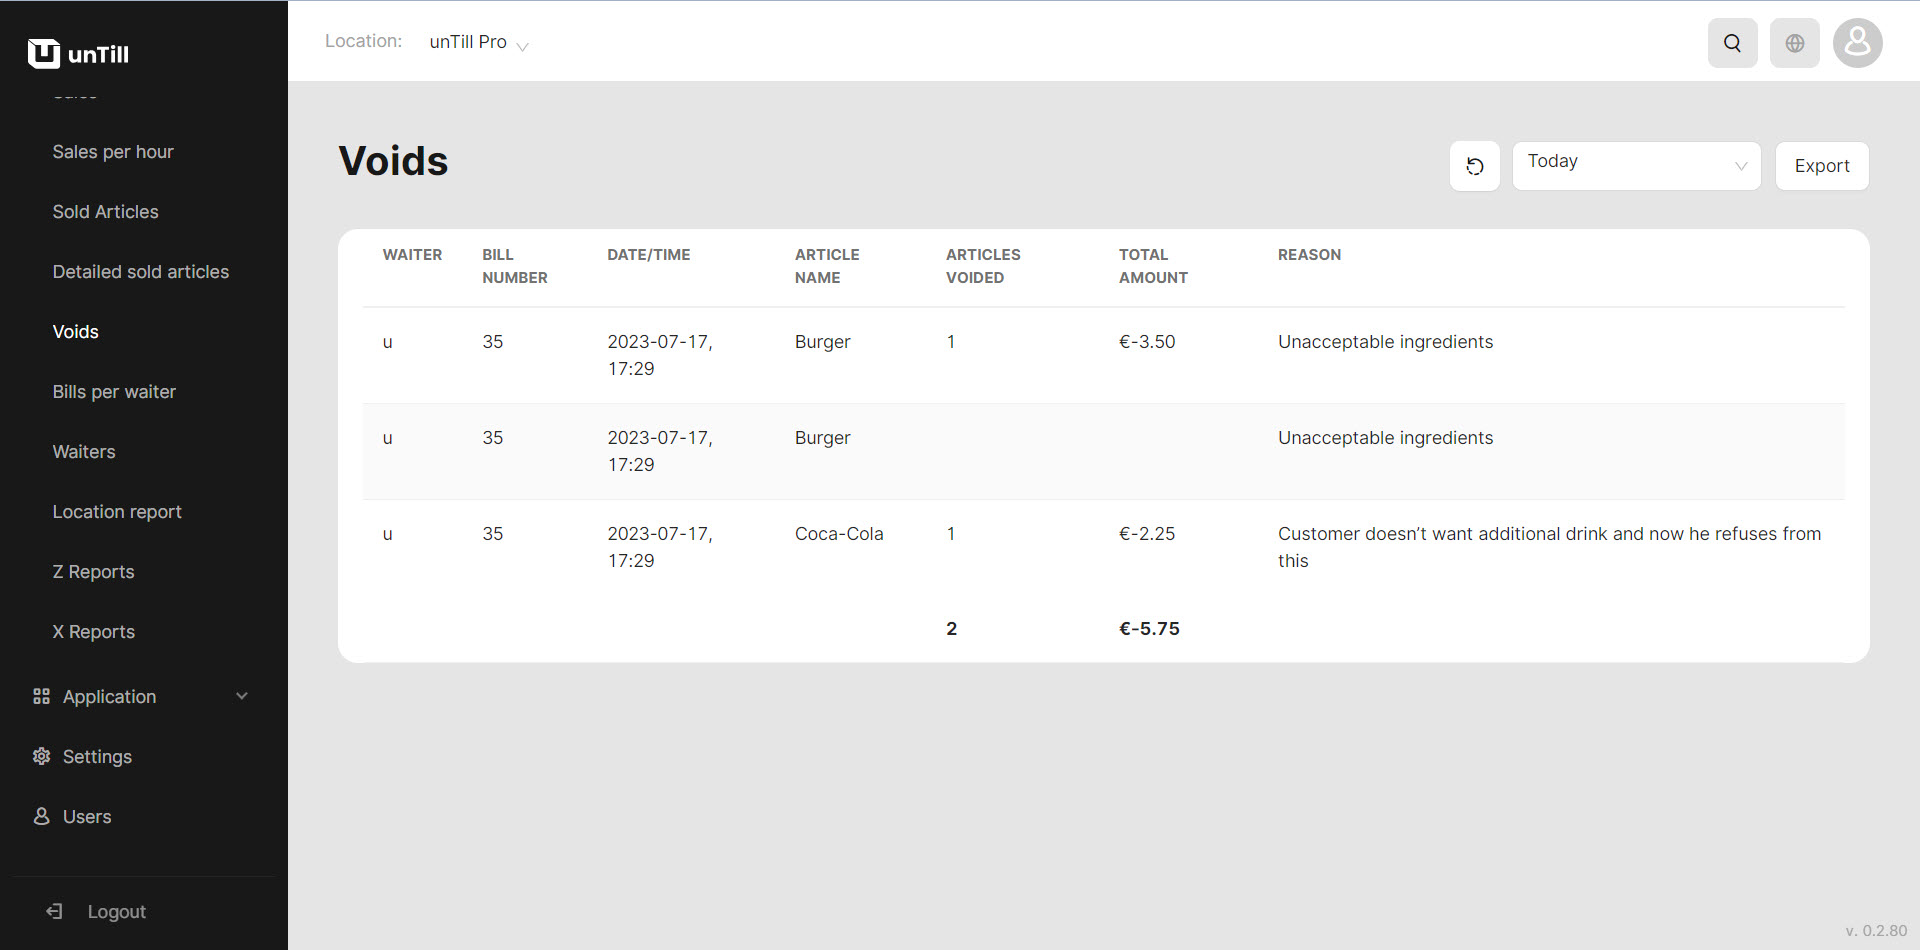 unTill
Location: unTill Pro
Sales per hour
Sold Articles
Detailed sold articles
Voids
Bills per waiter
Waiters
Location report
Z Reports
X Reports
Application
Settings
Users
Logout
Voids
Today
Export
WAITER BILL NUMBER DATE/TIME ARTICLE NAME ARTICLES VOIDED TOTAL AMOUNT REASON
u 35 2023-07-17, 17:29 Burger 1 €-3.50 Unacceptable ingredients
u 35 2023-07-17, 17:29 Burger Unacceptable ingredients
u 35 2023-07-17, 17:29 Coca-Cola 1 €-2.25 Customer doesn’t want additional drink and now he refuses from this
2 €-5.75
v. 0.2.80